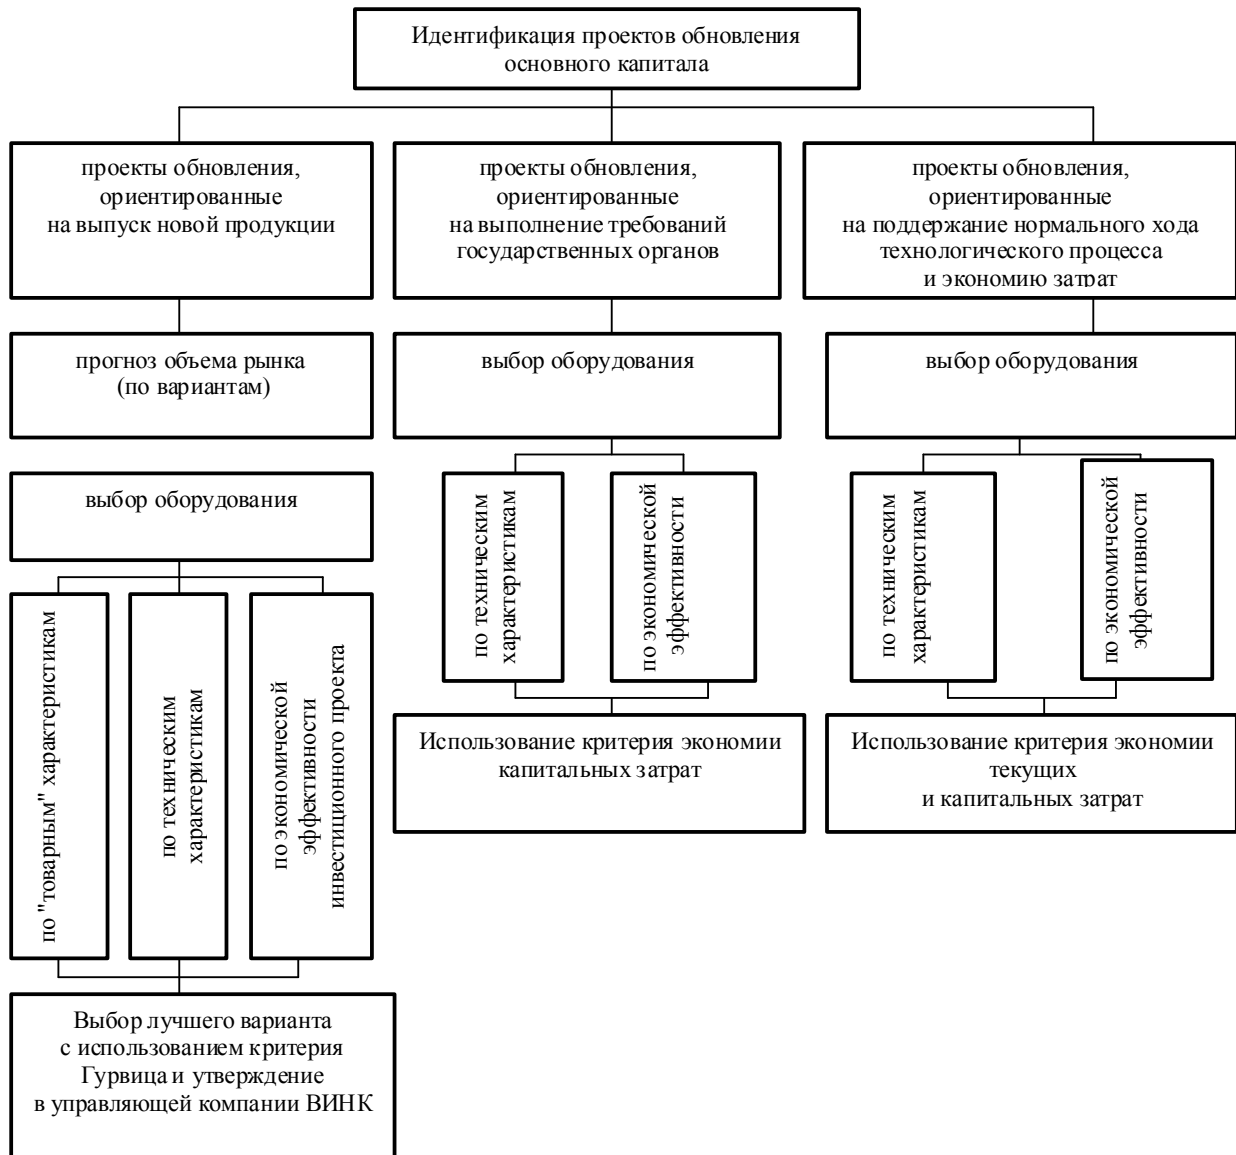 Идентификация проектов обновления
основного капитала
проекты обновления,
ориентированные
на выпуск новой продукции
проекты обновления,
ориентированные
на выполнение требований
государственных органов
проекты обновления,
ориентированные
на поддержание нормального хода
технологического процесса
и экономию затрат
прогноз объема рынка
(по вариантам)
выбор оборудования
выбор оборудования
выбор оборудования
по "товарным" характеристикам
по техническим
характеристикам
по экономической
эффективности
инвестиционного проекта
по техническим
характеристикам
по экономической
эффективности
по техническим
характеристикам
по экономической
эффективности
Использование критерия экономии
капитальных затрат
Использование критерия экономии
текущих
и капитальных затрат
Выбор лучшего варианта
с использованием критерия
Гурвица и утверждение
в управляющей компании ВИНК